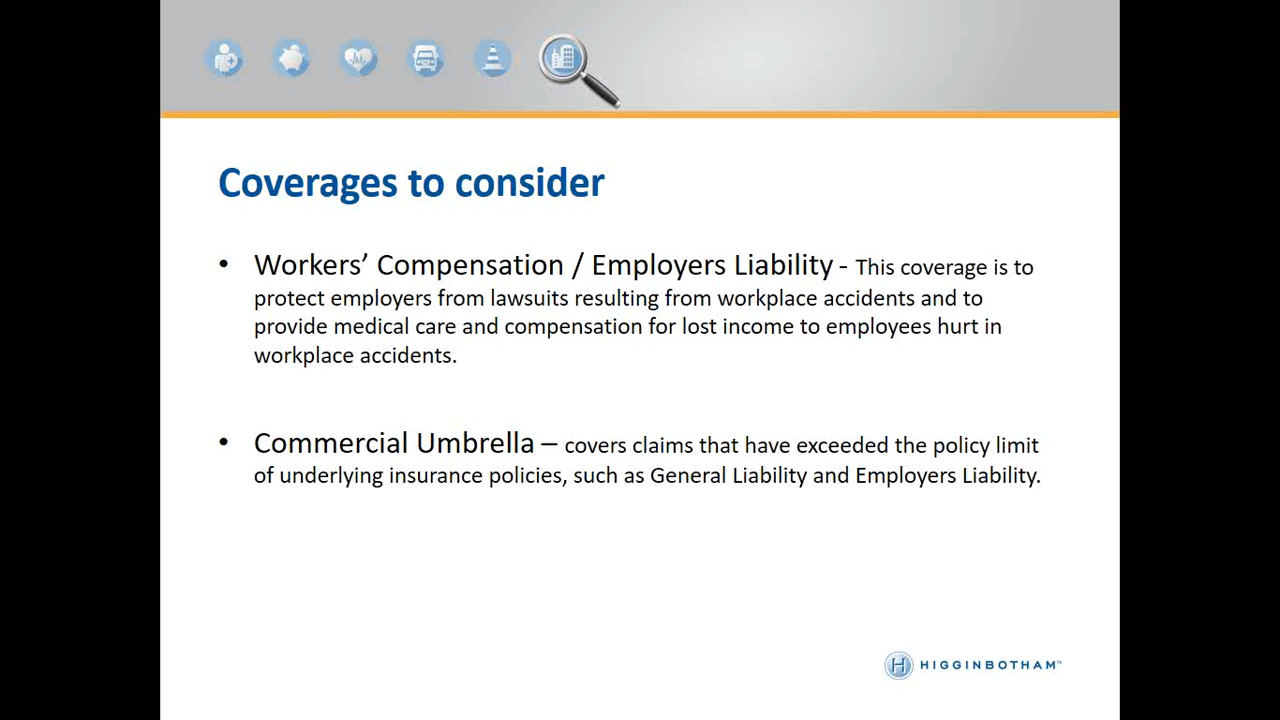 Coverages to consider
• Workers’ Compensation / Employers Liability - This coverage is to
protect employers from lawsuits resulting from workplace accidents and to
provide medical care and compensation for lost income to employees hurt in
workplace accidents.
• Commercial Umbrella – covers claims that have exceeded the policy limit
of underlying insurance policies, such as General Liability and Employers Liability.
H HIGGINBOTHAM™